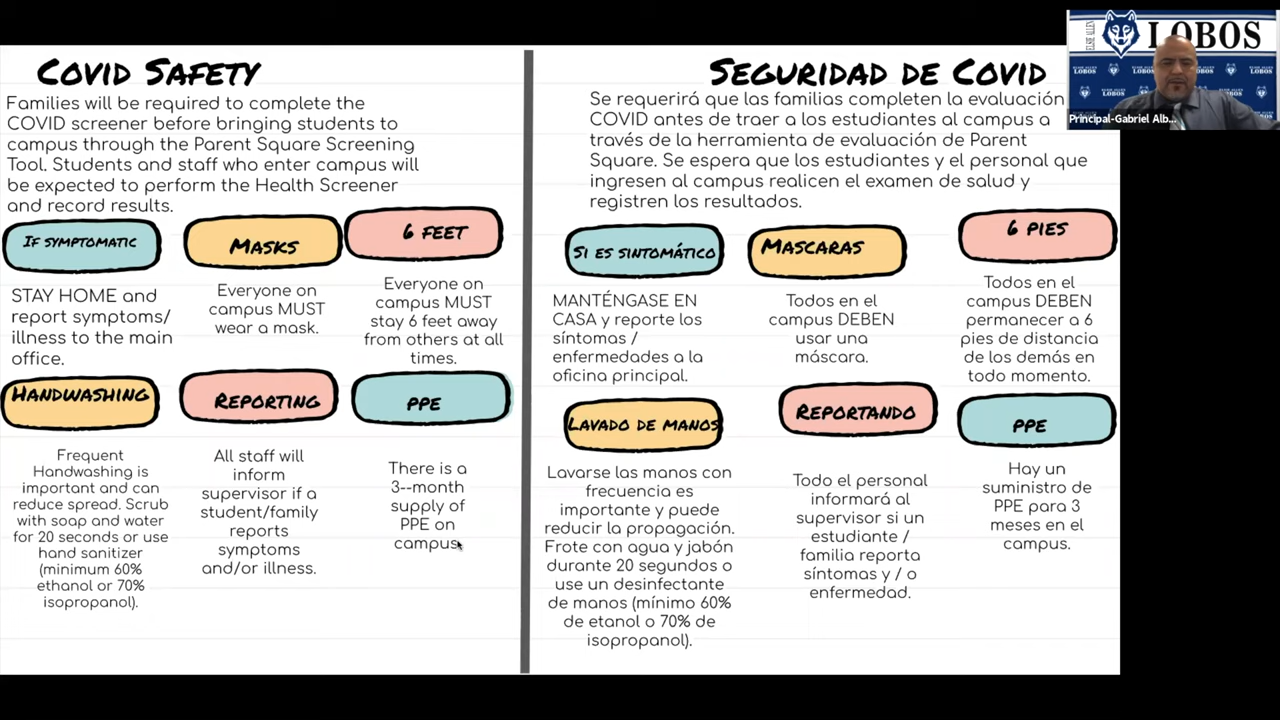 Covid Safety
Families will be required to complete the
COVID screener before bringing students to
campus through the Parent Square Screening
Tool. Students and staff who enter campus will
be expected to perform the Health Screener
and record results.
If symptomatic
STAY HOME and
report symptoms/
illness to the main
office.
Masks
Everyone on
campus MUST
wear a mask.
6 feet
Everyone on
campus MUST
stay 6 feet away
from others at all
times.
Handwashing
Frequent
Handwashing is
important and can
reduce spread. Scrub
with soap and water
for 20 seconds or use
hand sanitizer
(minimum 60%
ethanol or 70%
isopropanol).
Reporting
All staff will
inform
supervisor if a
student/family
reports
symptoms
and/or illness.
PPE
There is a
3--month
supply of
PPE on
campus.
Seguridad de Covid
Se requerirá que las familias completen la evaluación
COVID antes de traer a los estudiantes al campus a
través de la herramienta de evaluación de Parent
Square. Se espera que los estudiantes y el personal que
ingresen al campus realicen el examen de salud y
registren los resultados.
Si es sintomático
MANTÉNGASE EN
CASA y reporte los
síntomas /
enfermedades a la
oficina principal.
Mascaras
Todos en el
campus DEBEN
usar una
máscara.
6 pies
Todos en el
campus DEBEN
permanecer a 6
pies de distancia
de los demás en
todo momento.
Lavado de manos
Lavarse las manos con
frecuencia es
importante y puede
reducir la propagación.
Frote con agua y jabón
durante 20 segundos o
use un desinfectante
de manos (mínimo 60%
de etanol o 70% de
isopropanol).
Reportando
Todo el personal
informará al
supervisor si un
estudiante /
familia reporta
síntomas y / o
enfermedad.
PPE
Hay un
suministro de
PPE para 3
meses en el
campus.
ELSIE ALLEN
LOBOS
LOBOS
LOBOS
Principal-Gabriel Alb...